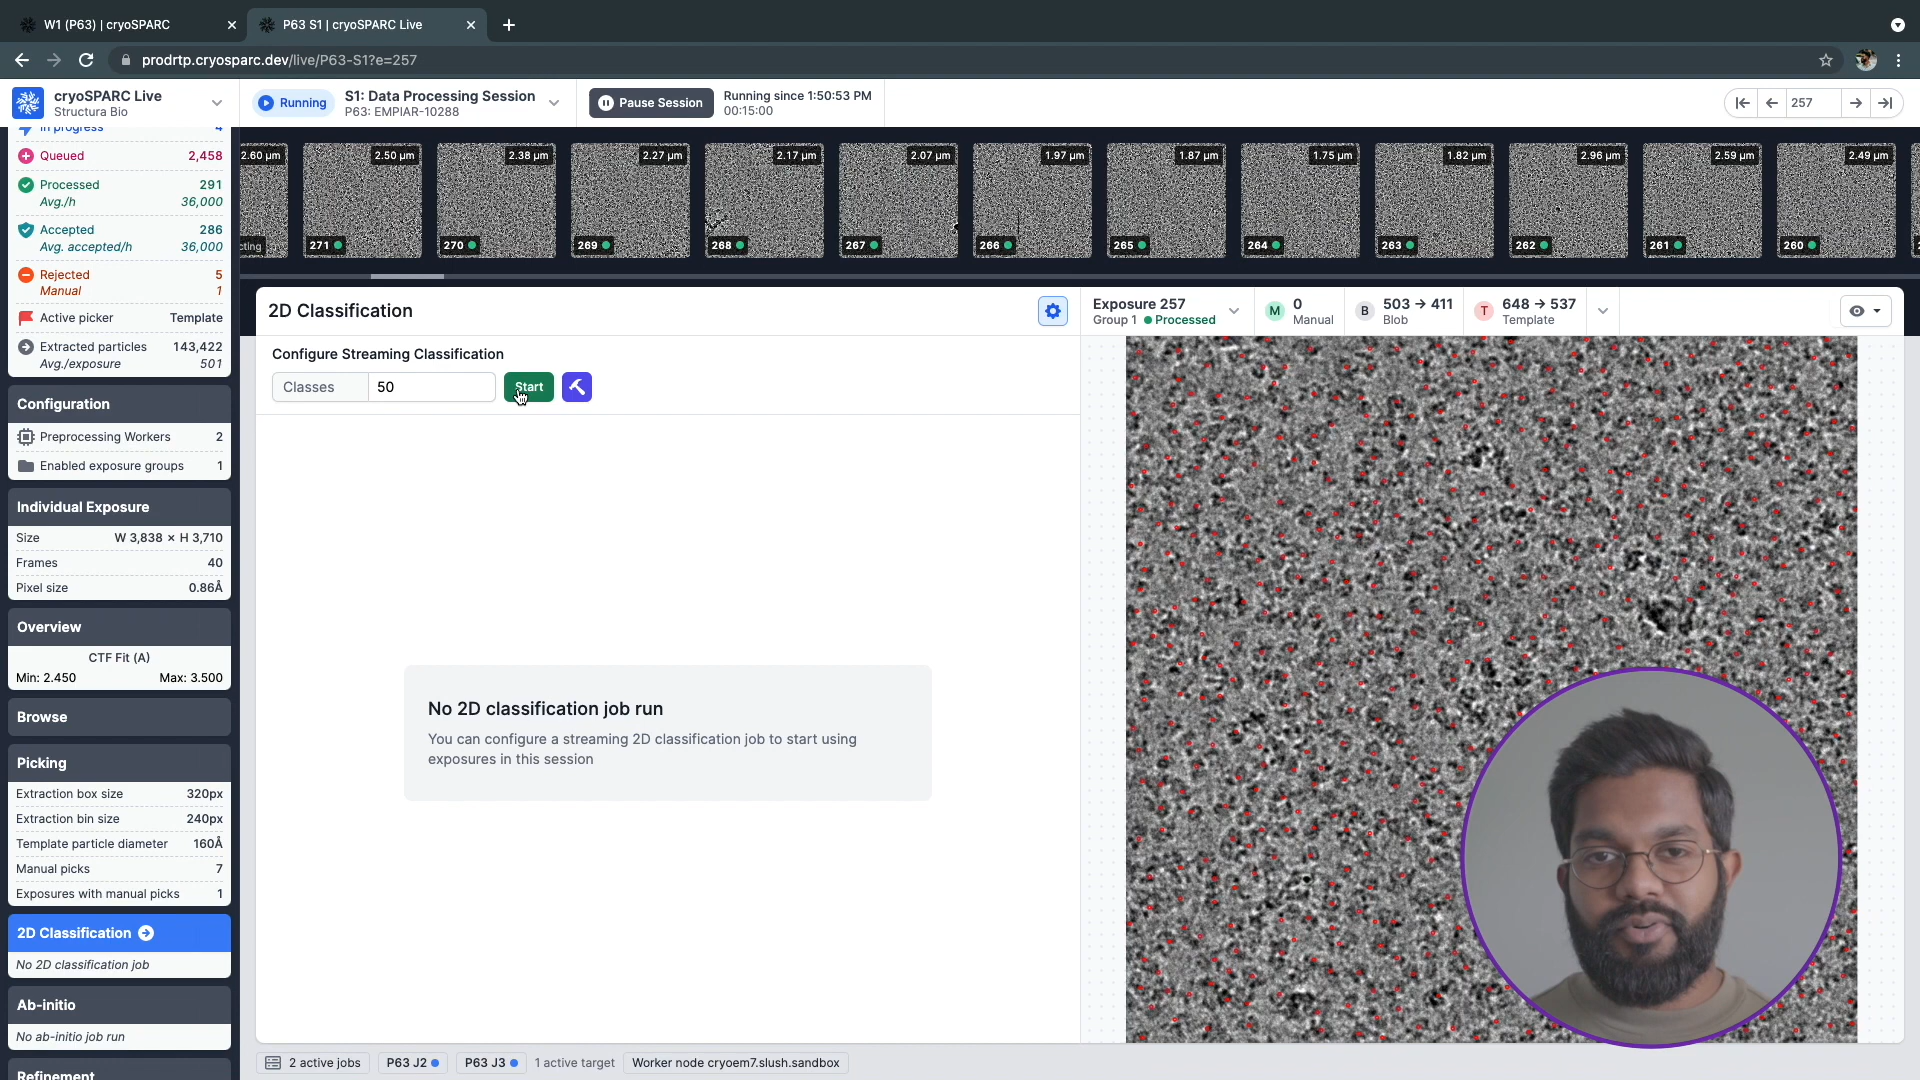 W1 (P63) | cryoSPARC
P63 S1 | cryoSPARC Live
prodrtp.cryosparc.dev/live/P63-S1?e=257
cryoSPARC Live
Structura Bio
Running
S1: Data Processing Session
P63: EMPIAR-10288
Pause Session
Running since 1:50:53 PM
00:15:00
257
In progress 4
Queued 2,458
Processed 291
Avg./h 36,000
Accepted 286
Avg. accepted/h 36,000
Rejected 5
Manual 1
Active picker Template
Extracted particles 143,422
Avg./exposure 501
Configuration
Preprocessing Workers 2
Enabled exposure groups 1
Individual Exposure
Size W 3,838 × H 3,710
Frames 40
Pixel size 0.86Å
Overview
CTF Fit (A)
Min: 2.450 Max: 3.500
Browse
Picking
Extraction box size 320px
Extraction bin size 240px
Template particle diameter 160Å
Manual picks 7
Exposures with manual picks 1
2D Classification
No 2D classification job
Ab-initio
No ab-initio job run
Refinement
2.60 µm 2.50 µm 2.38 µm 2.27 µm 2.17 µm 2.07 µm 1.97 µm 1.87 µm 1.75 µm 1.82 µm 2.96 µm 2.59 µm 2.49 µm
cting 271 270 269 268 267 266 265 264 263 262 261 260
2D Classification
Configure Streaming Classification
Classes 50 Start
No 2D classification job run
You can configure a streaming 2D classification job to start using
exposures in this session
Exposure 257
Group 1 Processed
M 0
Manual
B 503 → 411
Blob
T 648 → 537
Template
2 active jobs P63 J2 P63 J3 1 active target Worker node cryoem7.slush.sandbox